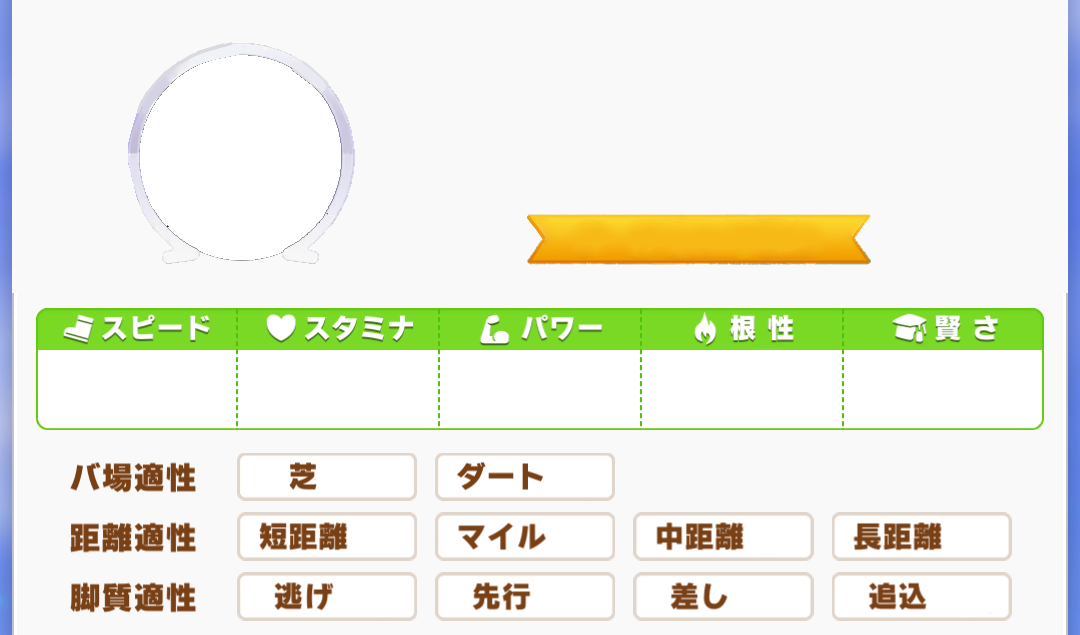 スピード スタミナ パワー 根性 賢さ
バ場適性 芝 ダート
距離適性 短距離 マイル 中距離 長距離
脚質適性 逃げ 先行 差し 追込